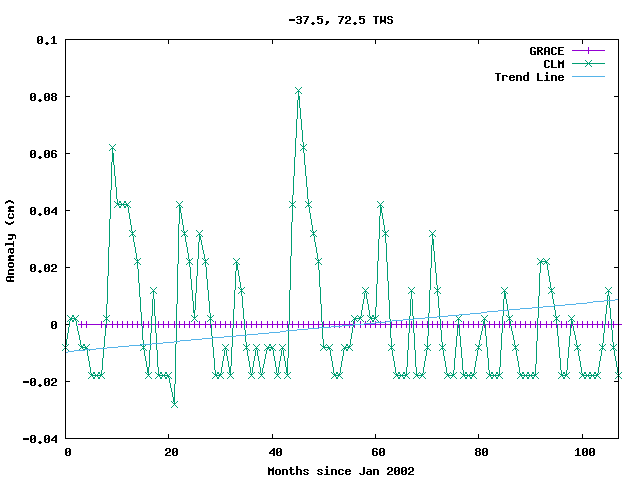 -37.5, 72.5 TWS
0.1
0.08
0.06
0.04
0.02
0
-0.02
-0.04
Anomaly (cm)
GRACE
CLM
Trend Line
0 20 40 60 80 100
Months since Jan 2002